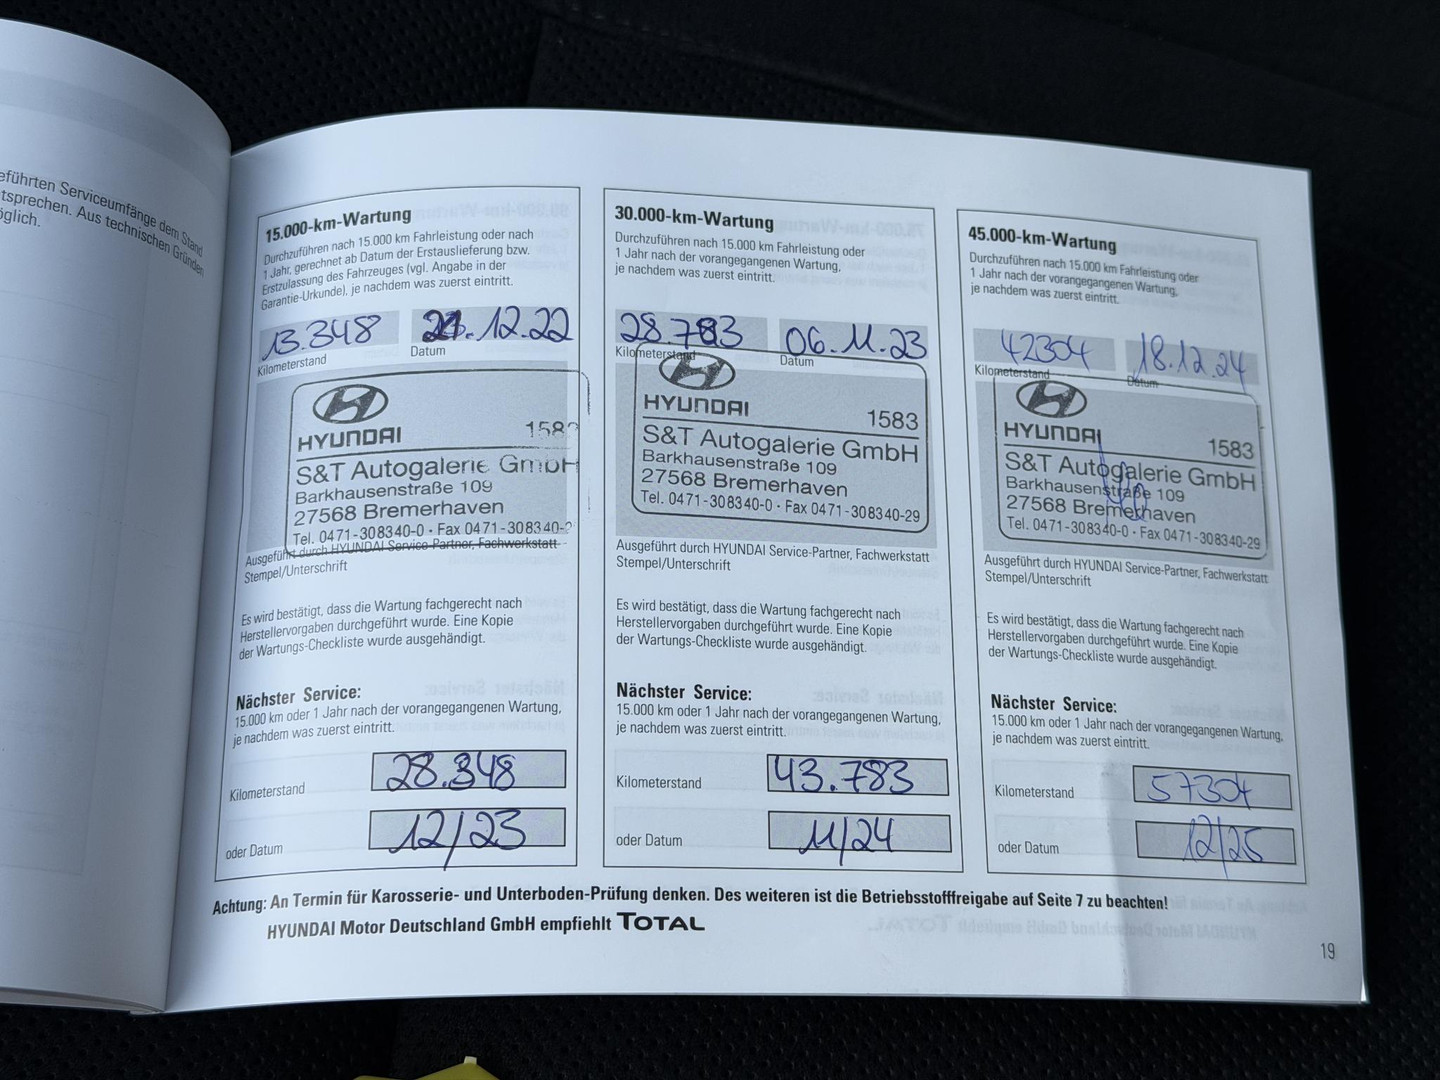 eführten Serviceumfänge dem Stand
tsprechen. Aus technischen Gründen
öglich.
15.000-km-Wartung
Durchzuführen nach 15.000 km Fahrleistung oder nach
1 Jahr, gerechnet ab Datum der Erstauslieferung bzw.
Erstzulassung des Fahrzeuges (vgl. Angabe in der
Garantie-Urkunde), je nachdem was zuerst eintritt.
13.348 .12.22
Kilometerstand Datum
HYUNDAI 158
S&T Autogalerie GmbH
Barkhausenstraße 109
27568 Bremerhaven
Tel. 0471-308340-0 · Fax 0471-308340-2
Ausgeführt durch HYUNDAI Service-Partner, Fachwerkstatt
Stempel/Unterschrift
Es wird bestätigt, dass die Wartung fachgerecht nach
Herstellervorgaben durchgeführt wurde. Eine Kopie
der Wartungs-Checkliste wurde ausgehändigt.
Nächster Service:
15.000 km oder 1 Jahr nach der vorangegangenen Wartung,
je nachdem was zuerst eintritt.
Kilometerstand 28.348
oder Datum 12/23
30.000-km-Wartung
Durchzuführen nach 15.000 km Fahrleistung oder
1 Jahr nach der vorangegangenen Wartung,
je nachdem was zuerst eintritt.
28.783 06.11.23
Kilometerstand Datum
HYUNDAI 1583
S&T Autogalerie GmbH
Barkhausenstraße 109
27568 Bremerhaven
Tel. 0471-308340-0 · Fax 0471-308340-29
Ausgeführt durch HYUNDAI Service-Partner, Fachwerkstatt
Stempel/Unterschrift
Es wird bestätigt, dass die Wartung fachgerecht nach
Herstellervorgaben durchgeführt wurde. Eine Kopie
der Wartungs-Checkliste wurde ausgehändigt.
Nächster Service:
15.000 km oder 1 Jahr nach der vorangegangenen Wartung,
je nachdem was zuerst eintritt.
Kilometerstand 43.783
oder Datum 11/24
45.000-km-Wartung
Durchzuführen nach 15.000 km Fahrleistung oder
1 Jahr nach der vorangegangenen Wartung,
je nachdem was zuerst eintritt.
42304 18.12.24
Kilometerstand Datum
HYUNDAI 1583
S&T Autogalerie GmbH
Barkhausenstraße 109
27568 Bremerhaven
Tel. 0471-308340-0 · Fax 0471-308340-29
Ausgeführt durch HYUNDAI Service-Partner, Fachwerkstatt
Stempel/Unterschrift
Es wird bestätigt, dass die Wartung fachgerecht nach
Herstellervorgaben durchgeführt wurde. Eine Kopie
der Wartungs-Checkliste wurde ausgehändigt.
Nächster Service:
15.000 km oder 1 Jahr nach der vorangegangenen Wartung,
je nachdem was zuerst eintritt.
Kilometerstand 57304
oder Datum 12/25
Achtung: An Termin für Karosserie- und Unterboden-Prüfung denken. Des weiteren ist die Betriebsstofffreigabe auf Seite 7 zu beachten!
HYUNDAI Motor Deutschland GmbH empfiehlt TOTAL
19